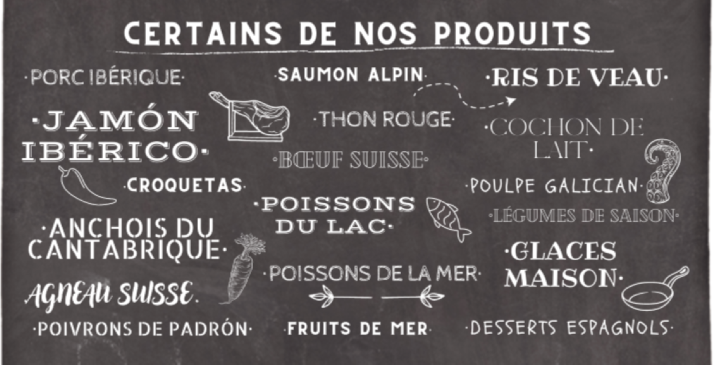 CERTAINS DE NOS PRODUITS
·PORC IBÉRIQUE·
·SAUMON ALPIN·
·RIS DE VEAU·
·JAMÓN
IBÉRICO·
·THON ROUGE·
·COCHON DE
LAIT·
·BŒUF SUISSE·
·CROQUETAS·
·POULPE GALICIAN·
·POISSONS
DU LAC·
·LÉGUMES DE SAISON·
·ANCHOIS DU
CANTABRIQUE·
·GLACES
MAISON·
·POISSONS DE LA MER·
AGNEAU SUISSE.
·POIVRONS DE PADRÓN·
·FRUITS DE MER·
·DESSERTS ESPAGNOLS·